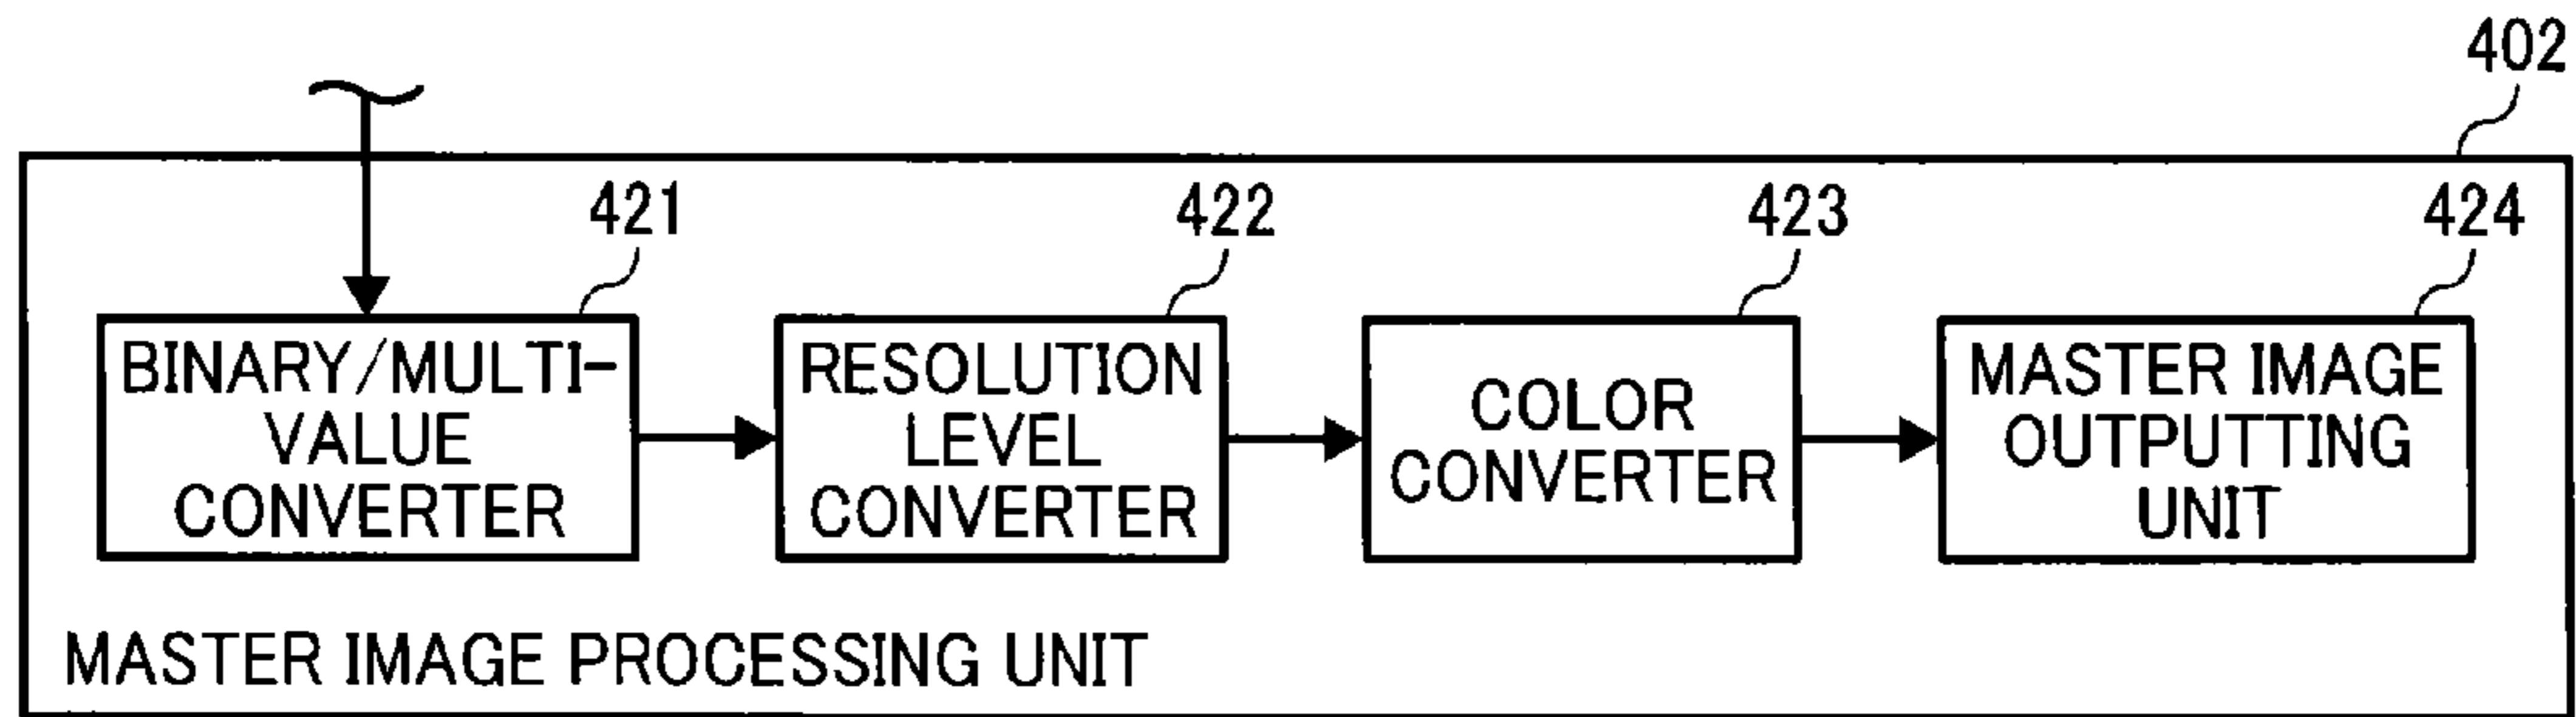 402
421
422
423
424
BINARY/MULTI-
VALUE
CONVERTER
RESOLUTION
LEVEL
CONVERTER
COLOR
CONVERTER
MASTER IMAGE
OUTPUTTING
UNIT
MASTER IMAGE PROCESSING UNIT